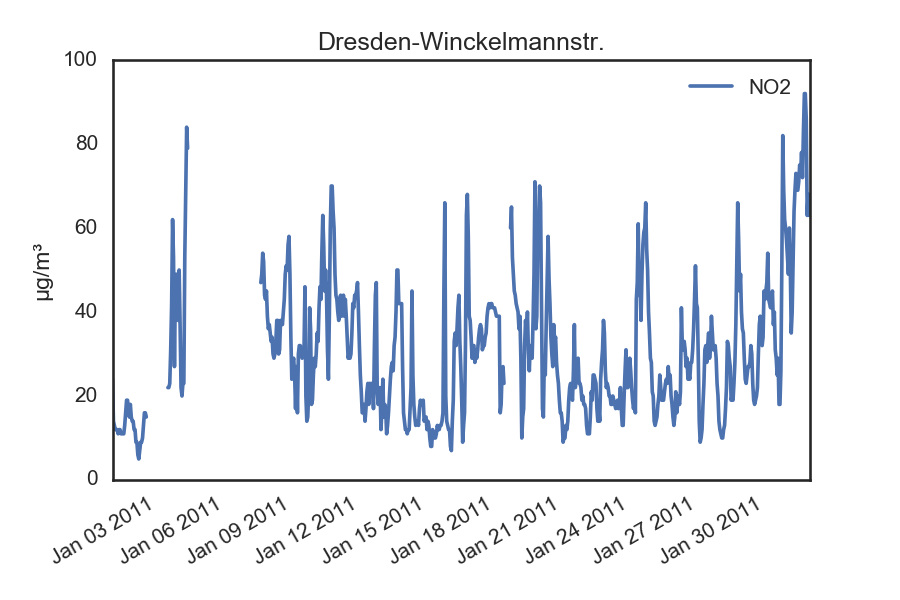 Dresden-Winckelmannstr.
100
80
60
40
20
0
µg/m³
NO2
Jan 03 2011
Jan 06 2011
Jan 09 2011
Jan 12 2011
Jan 15 2011
Jan 18 2011
Jan 21 2011
Jan 24 2011
Jan 27 2011
Jan 30 2011